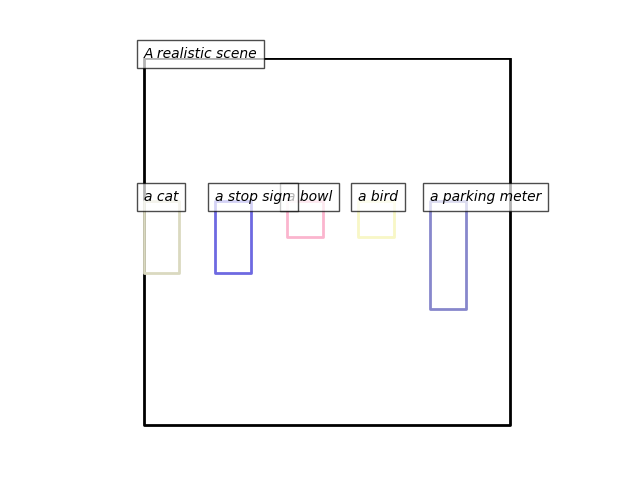 A realistic scene
a cat
a stop sign
a bowl
a bird
a parking meter